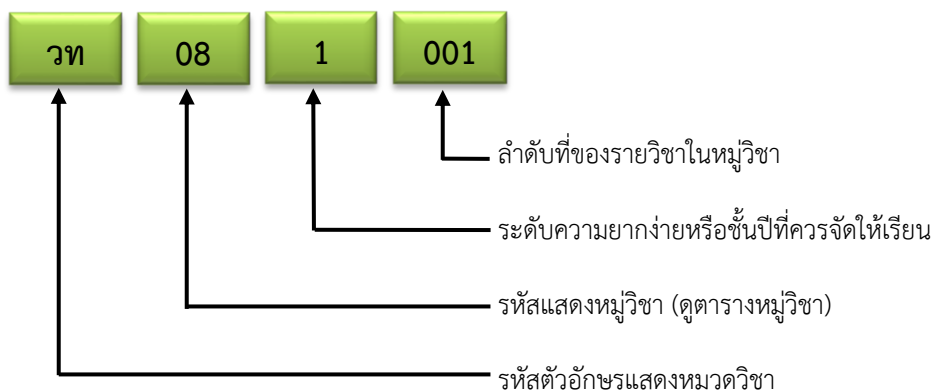 วท 08 1 001
ลำดับที่ของรายวิชาในหมู่วิชา
ระดับความยากง่ายหรือชั้นปีที่ควรจัดให้เรียน
รหัสแสดงหมู่วิชา (ดูตารางหมู่วิชา)
รหัสตัวอักษรแสดงหมวดวิชา